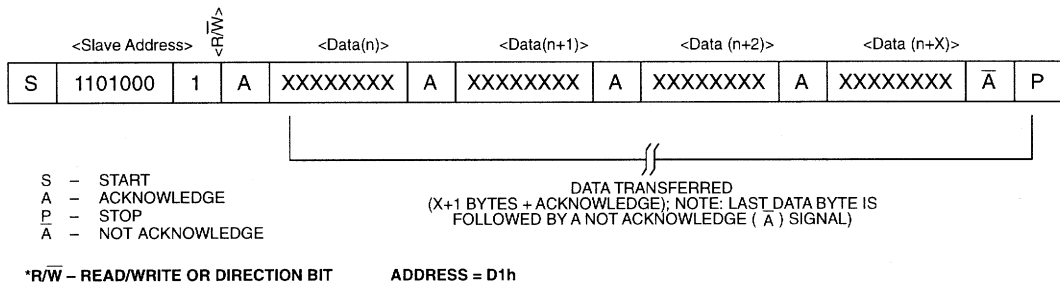 <R/W̅>
<Slave Address> <Data(n)> <Data(n+1)> <Data (n+2)> <Data (n+X)>
S 1101000 1 A XXXXXXXX A XXXXXXXX A XXXXXXXX A XXXXXXXX A̅ P
S – START
A – ACKNOWLEDGE
P – STOP
A̅ – NOT ACKNOWLEDGE
DATA TRANSFERRED
(X+1 BYTES + ACKNOWLEDGE); NOTE: LAST DATA BYTE IS
FOLLOWED BY A NOT ACKNOWLEDGE ( A̅ ) SIGNAL)
*R/W̅ – READ/WRITE OR DIRECTION BIT ADDRESS = D1h